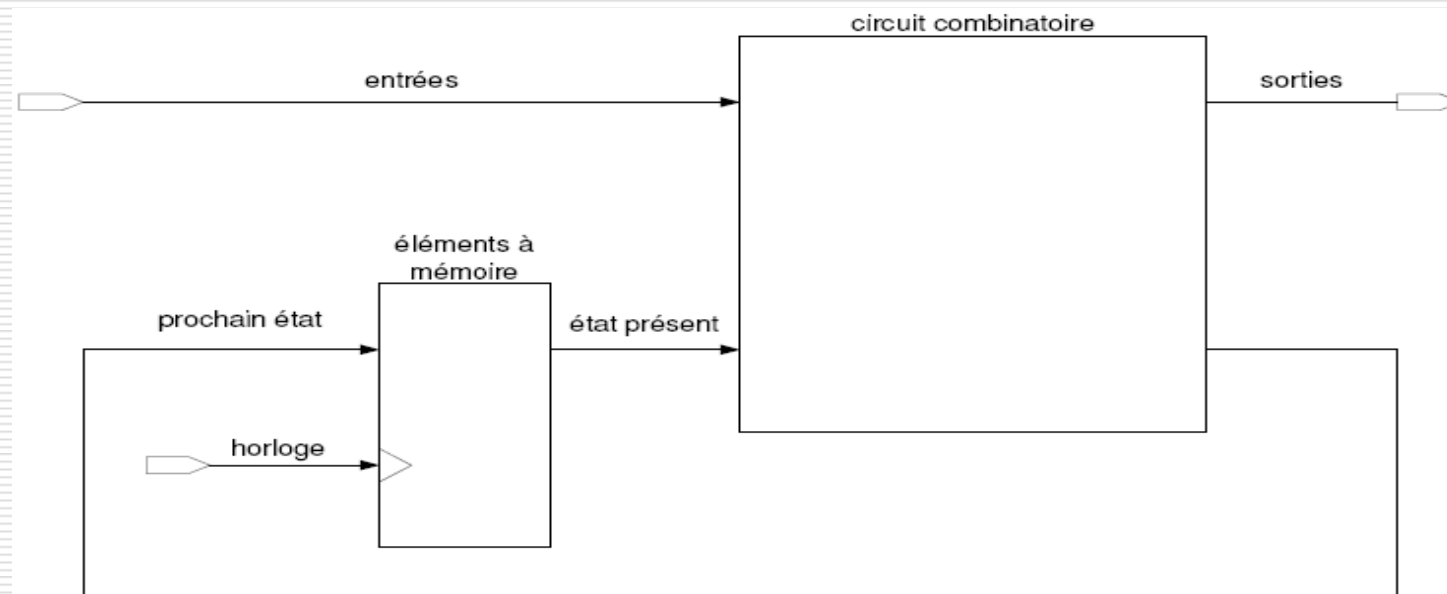 circuit combinatoire
entrées
sorties
éléments à
mémoire
prochain état
état présent
horloge